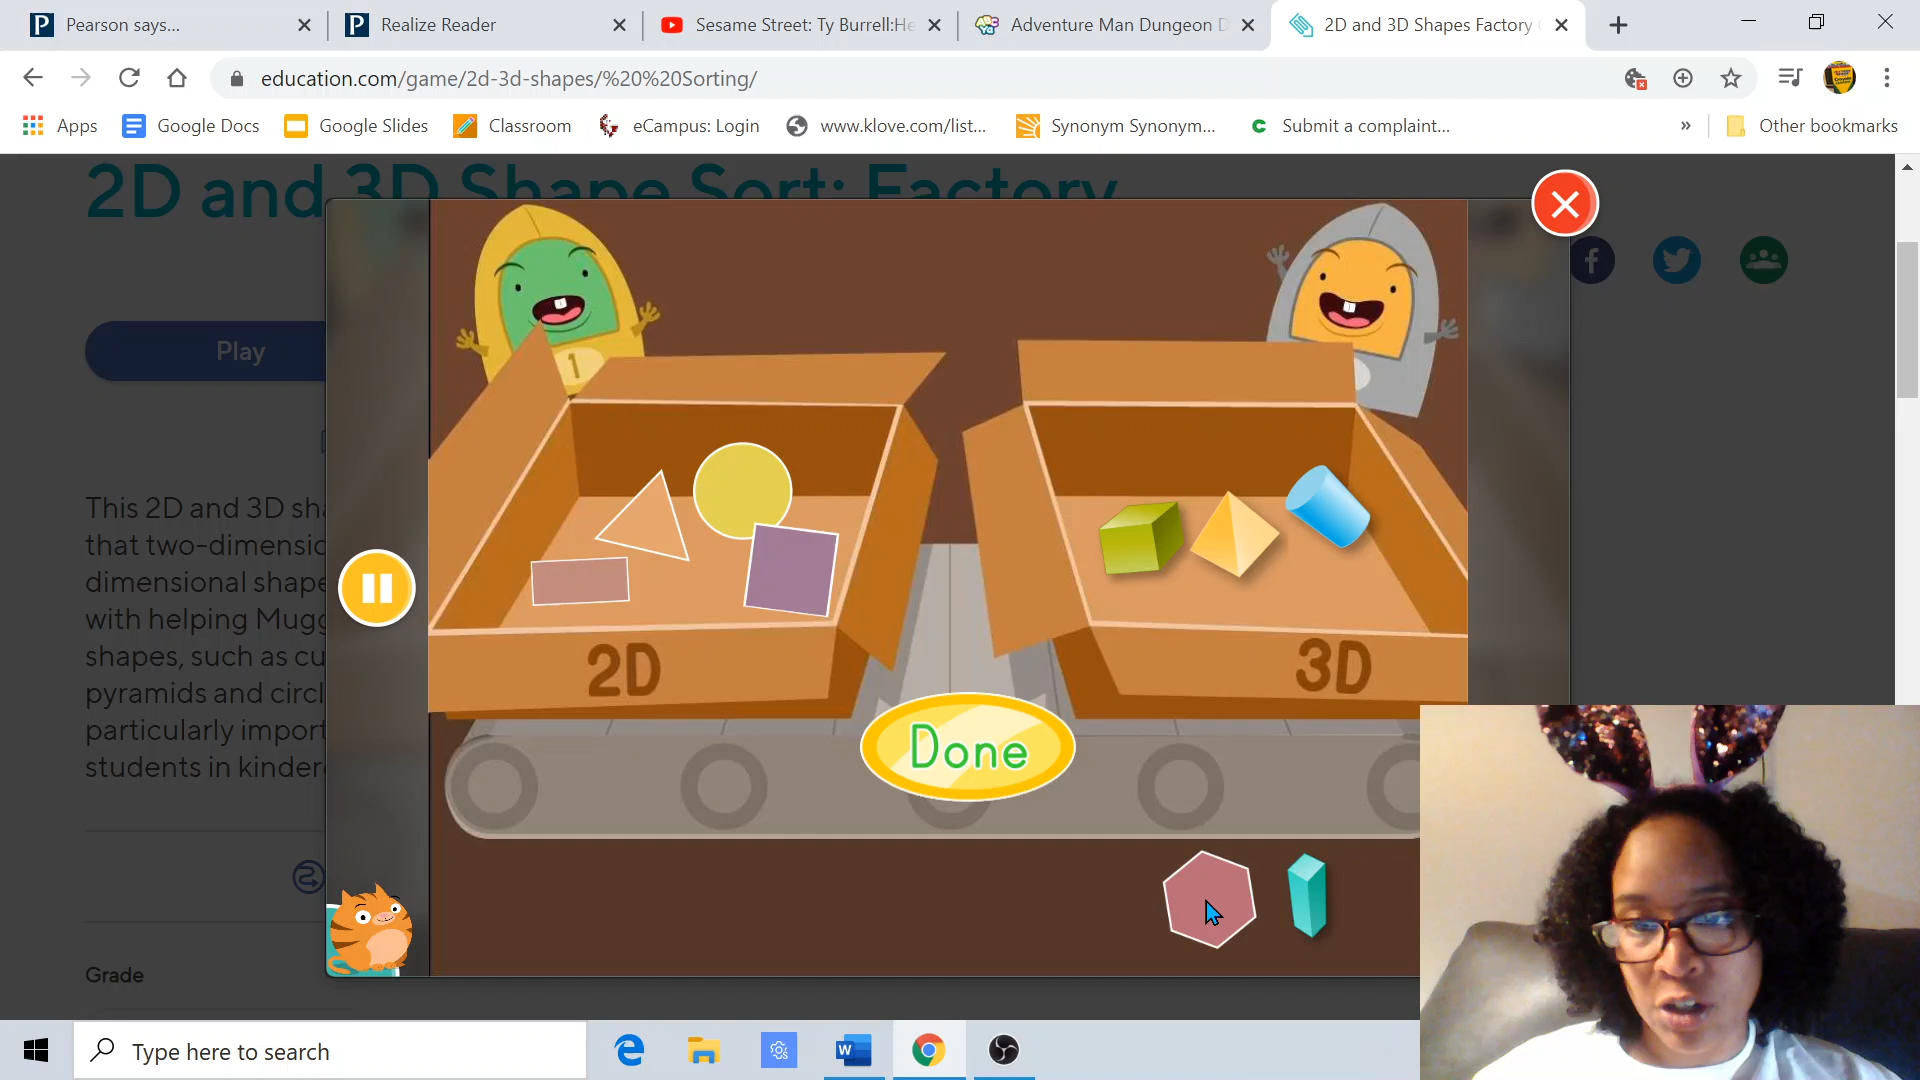 Pearson says...
Realize Reader
Sesame Street: Ty Burrell:He
Adventure Man Dungeon D
2D and 3D Shapes Factory
education.com/game/2d-3d-shapes/%20%20Sorting/
Apps
Google Docs
Google Slides
Classroom
eCampus: Login
www.klove.com/list...
Synonym Synonym...
Submit a complaint...
»
Other bookmarks
2D and 3D Shape Sort: Factory
Play
1
This 2D and 3D sha
that two-dimensio
dimensional shape
with helping Mugg
shapes, such as cu
pyramids and circl
particularly import
students in kinder
2D
3D
Done
Grade
Type here to search